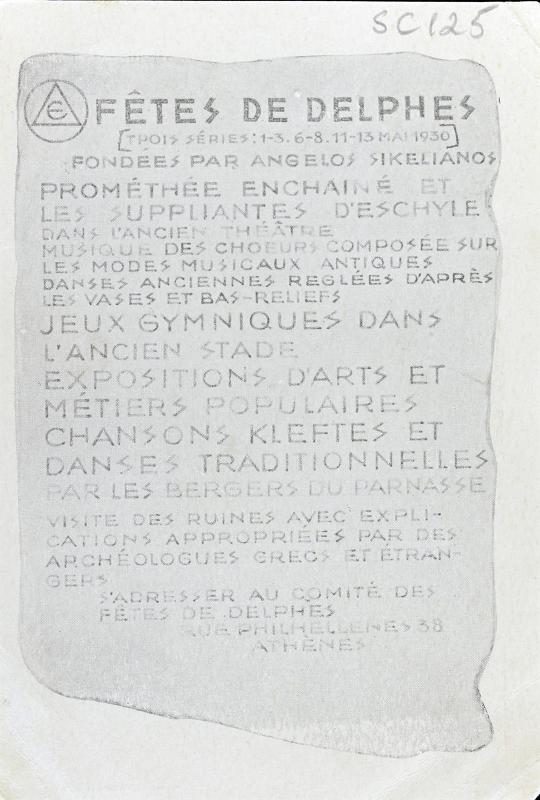 SC125
Є FÊTES DE DELPHES
[TPOIS SÉRIES: 1-3. 6-8. 11-13 MAI 1930]
FONDÉES PAR ANGELOS SIKELIANOS
PROMÉTHÉE ENCHAINÉ ET
LES SUPPLIANTES D'ESCHYLE
DANS L'ANCIEN THÉÂTRE
MUSIQUE DES CHOEURS COMPOSÉE SUR
LES MODES MUSICAUX ANTIQUES
DANSES ANCIENNES REGLÉES D'APRÈS
LES VASES ET BAS-RELIEFS
JEUX GYMNIQUES DANS
L'ANCIEN STADE
EXPOSITIONS D'ARTS ET
MÉTIERS POPULAIRES
CHANSONS KLEFTES ET
DANSES TRADITIONNELLES
PAR LES BERGERS DU PARNASSE
VISITE DES RUINES AVEC EXPLI-
CATIONS APPROPRIÉES PAR DES
ARCHÉOLOGUES GRECS ET ÉTRAN-
GERS
S'ADRESSER AU COMITÉ DES
FÊTES DE DELPHES
RUE PHILHELLENES 38
ATHÈNES